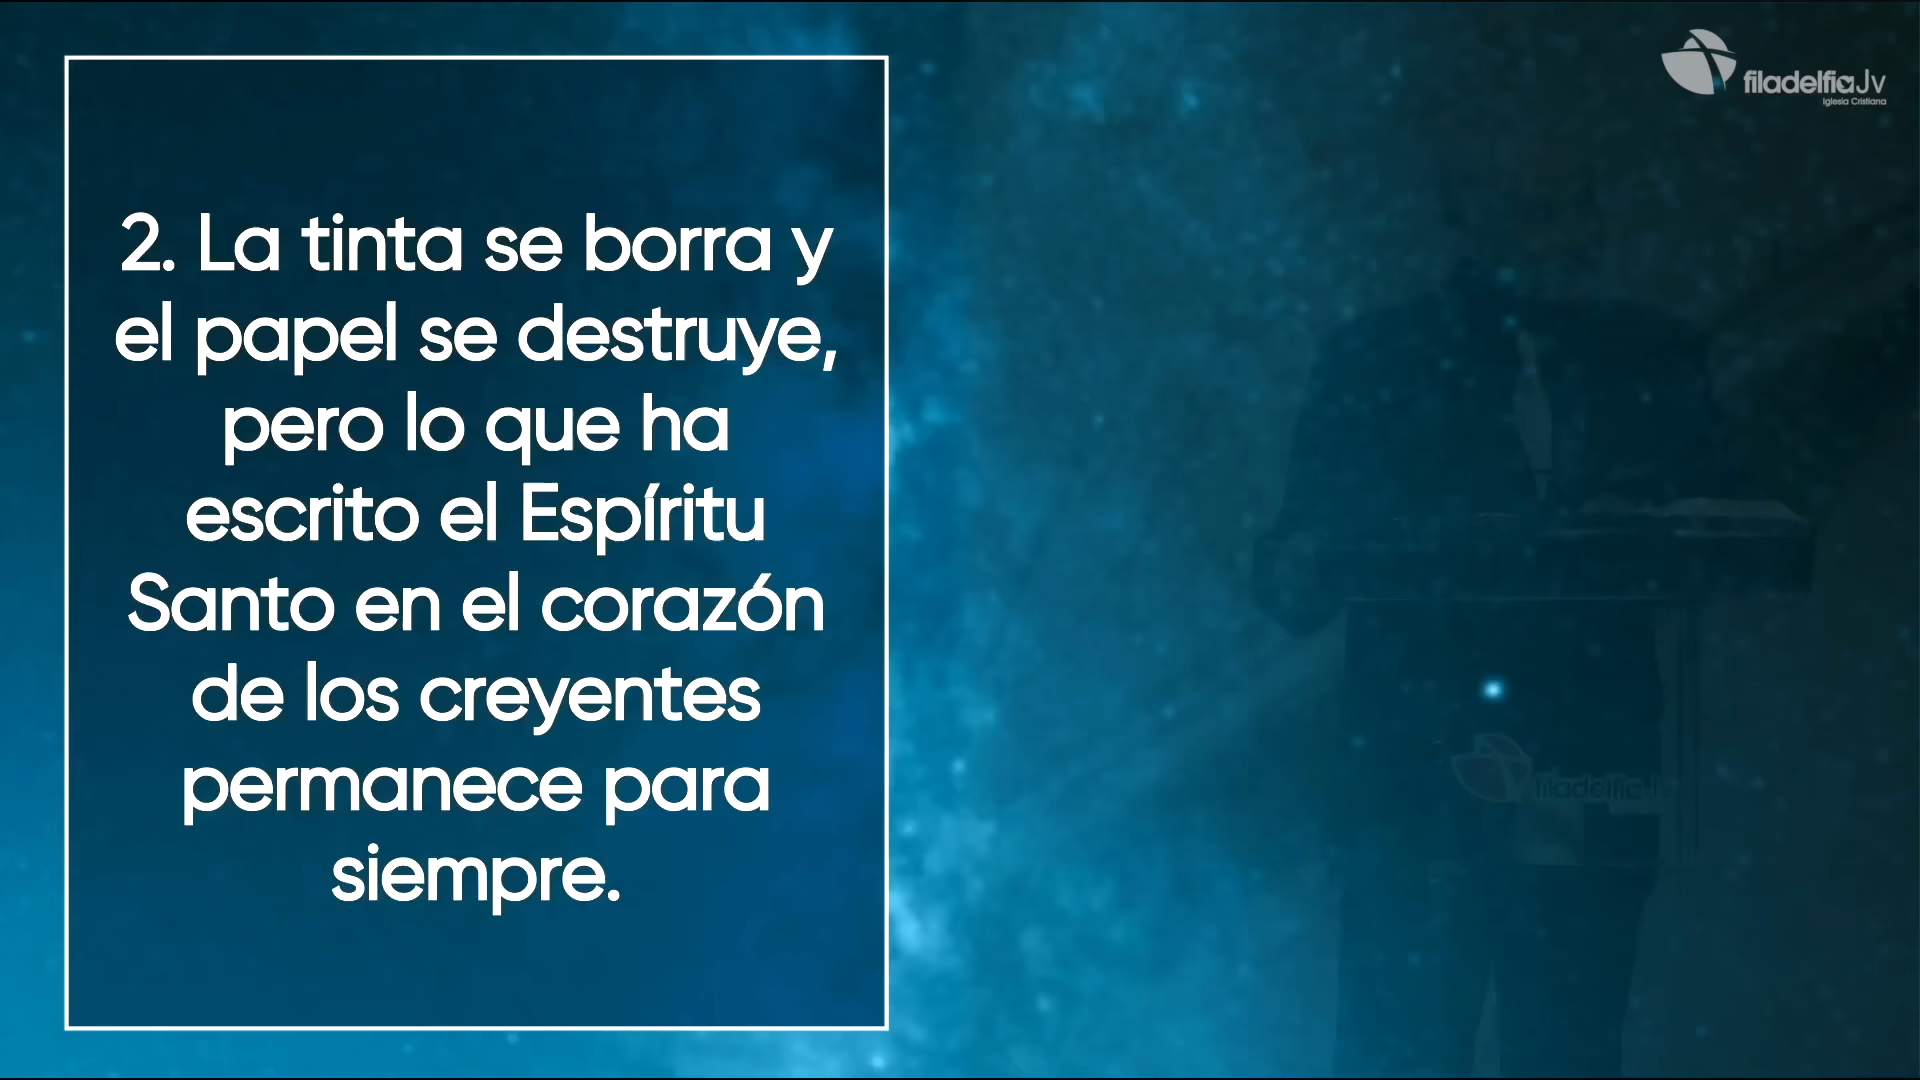 2. La tinta se borra y
el papel se destruye,
pero lo que ha
escrito el Espíritu
Santo en el corazón
de los creyentes
permanece para
siempre.
filadelfiaJv
Iglesia Cristiana
filadelfiaJv